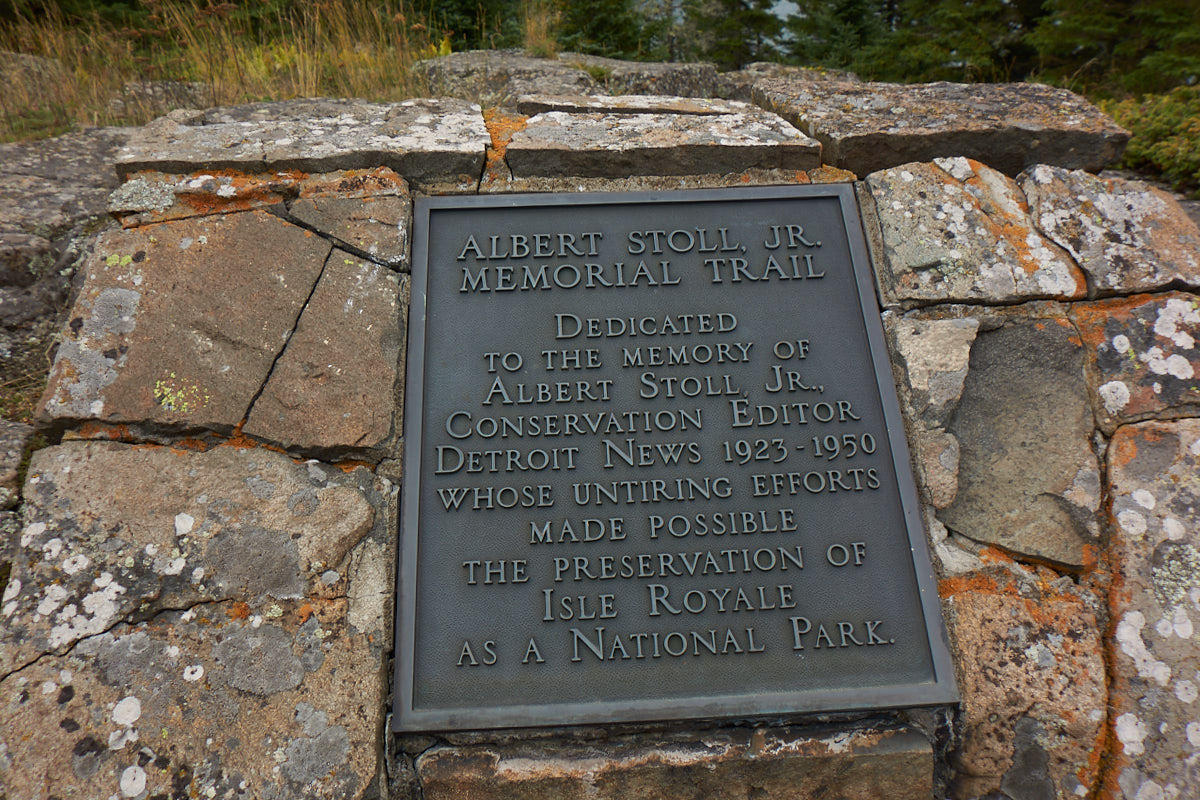 ALBERT STOLL, JR.
MEMORIAL TRAIL
DEDICATED
TO THE MEMORY OF
ALBERT STOLL, JR.,
CONSERVATION EDITOR
DETROIT NEWS 1923-1950
WHOSE UNTIRING EFFORTS
MADE POSSIBLE
THE PRESERVATION OF
ISLE ROYALE
AS A NATIONAL PARK.